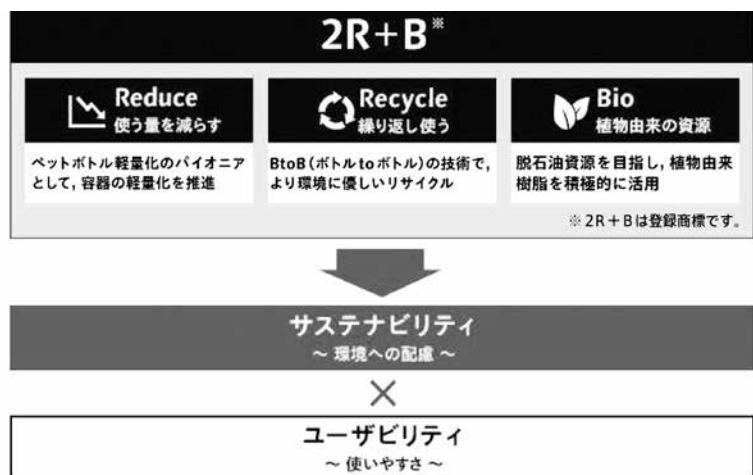 2R+B※
Reduce
使う量を減らす
ペットボトル軽量化のパイオニア
として,容器の軽量化を推進
Recycle
繰り返し使う
BtoB(ボトルtoボトル)の技術で,
より環境に優しいリサイクル
Bio
植物由来の資源
脱石油資源を目指し,植物由来
樹脂を積極的に活用
※2R+Bは登録商標です。
サステナビリティ
～環境への配慮～
×
ユーザビリティ
～使いやすさ～